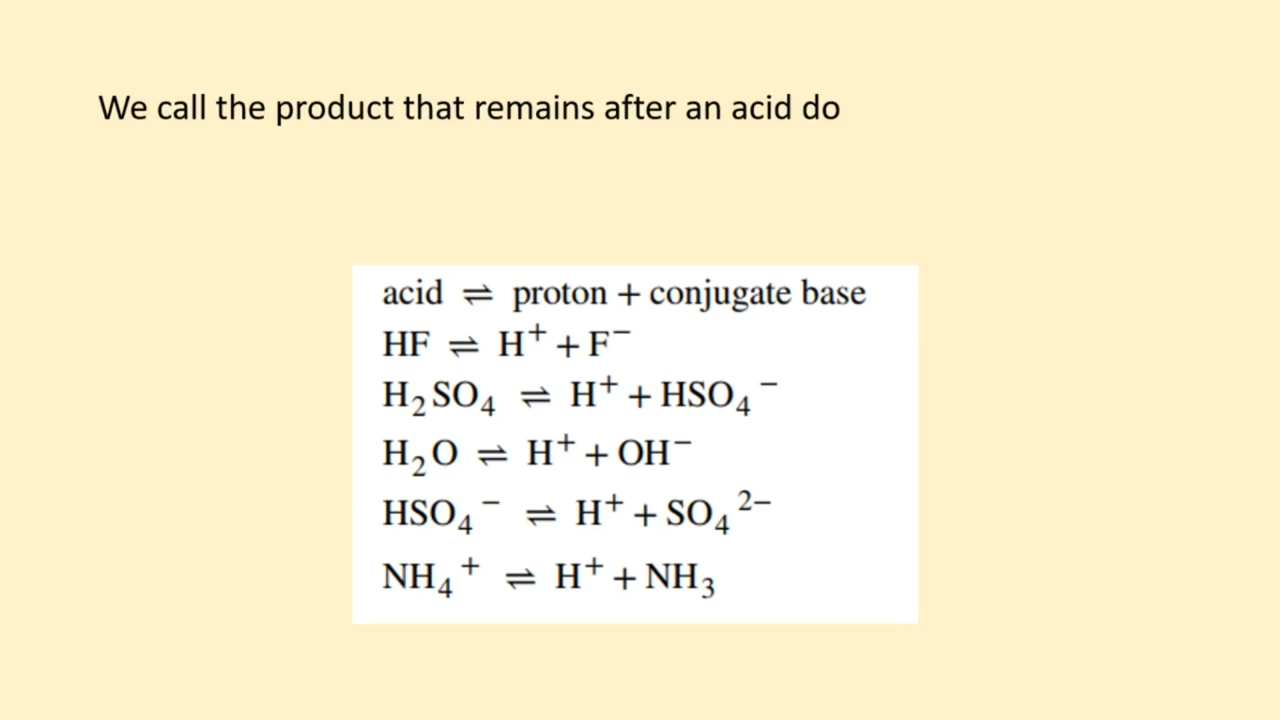 We call the product that remains after an acid do
acid ⇌ proton + conjugate base
HF ⇌ H⁺ + F⁻
H₂SO₄ ⇌ H⁺ + HSO₄⁻
H₂O ⇌ H⁺ + OH⁻
HSO₄⁻ ⇌ H⁺ + SO₄²⁻
NH₄⁺ ⇌ H⁺ + NH₃